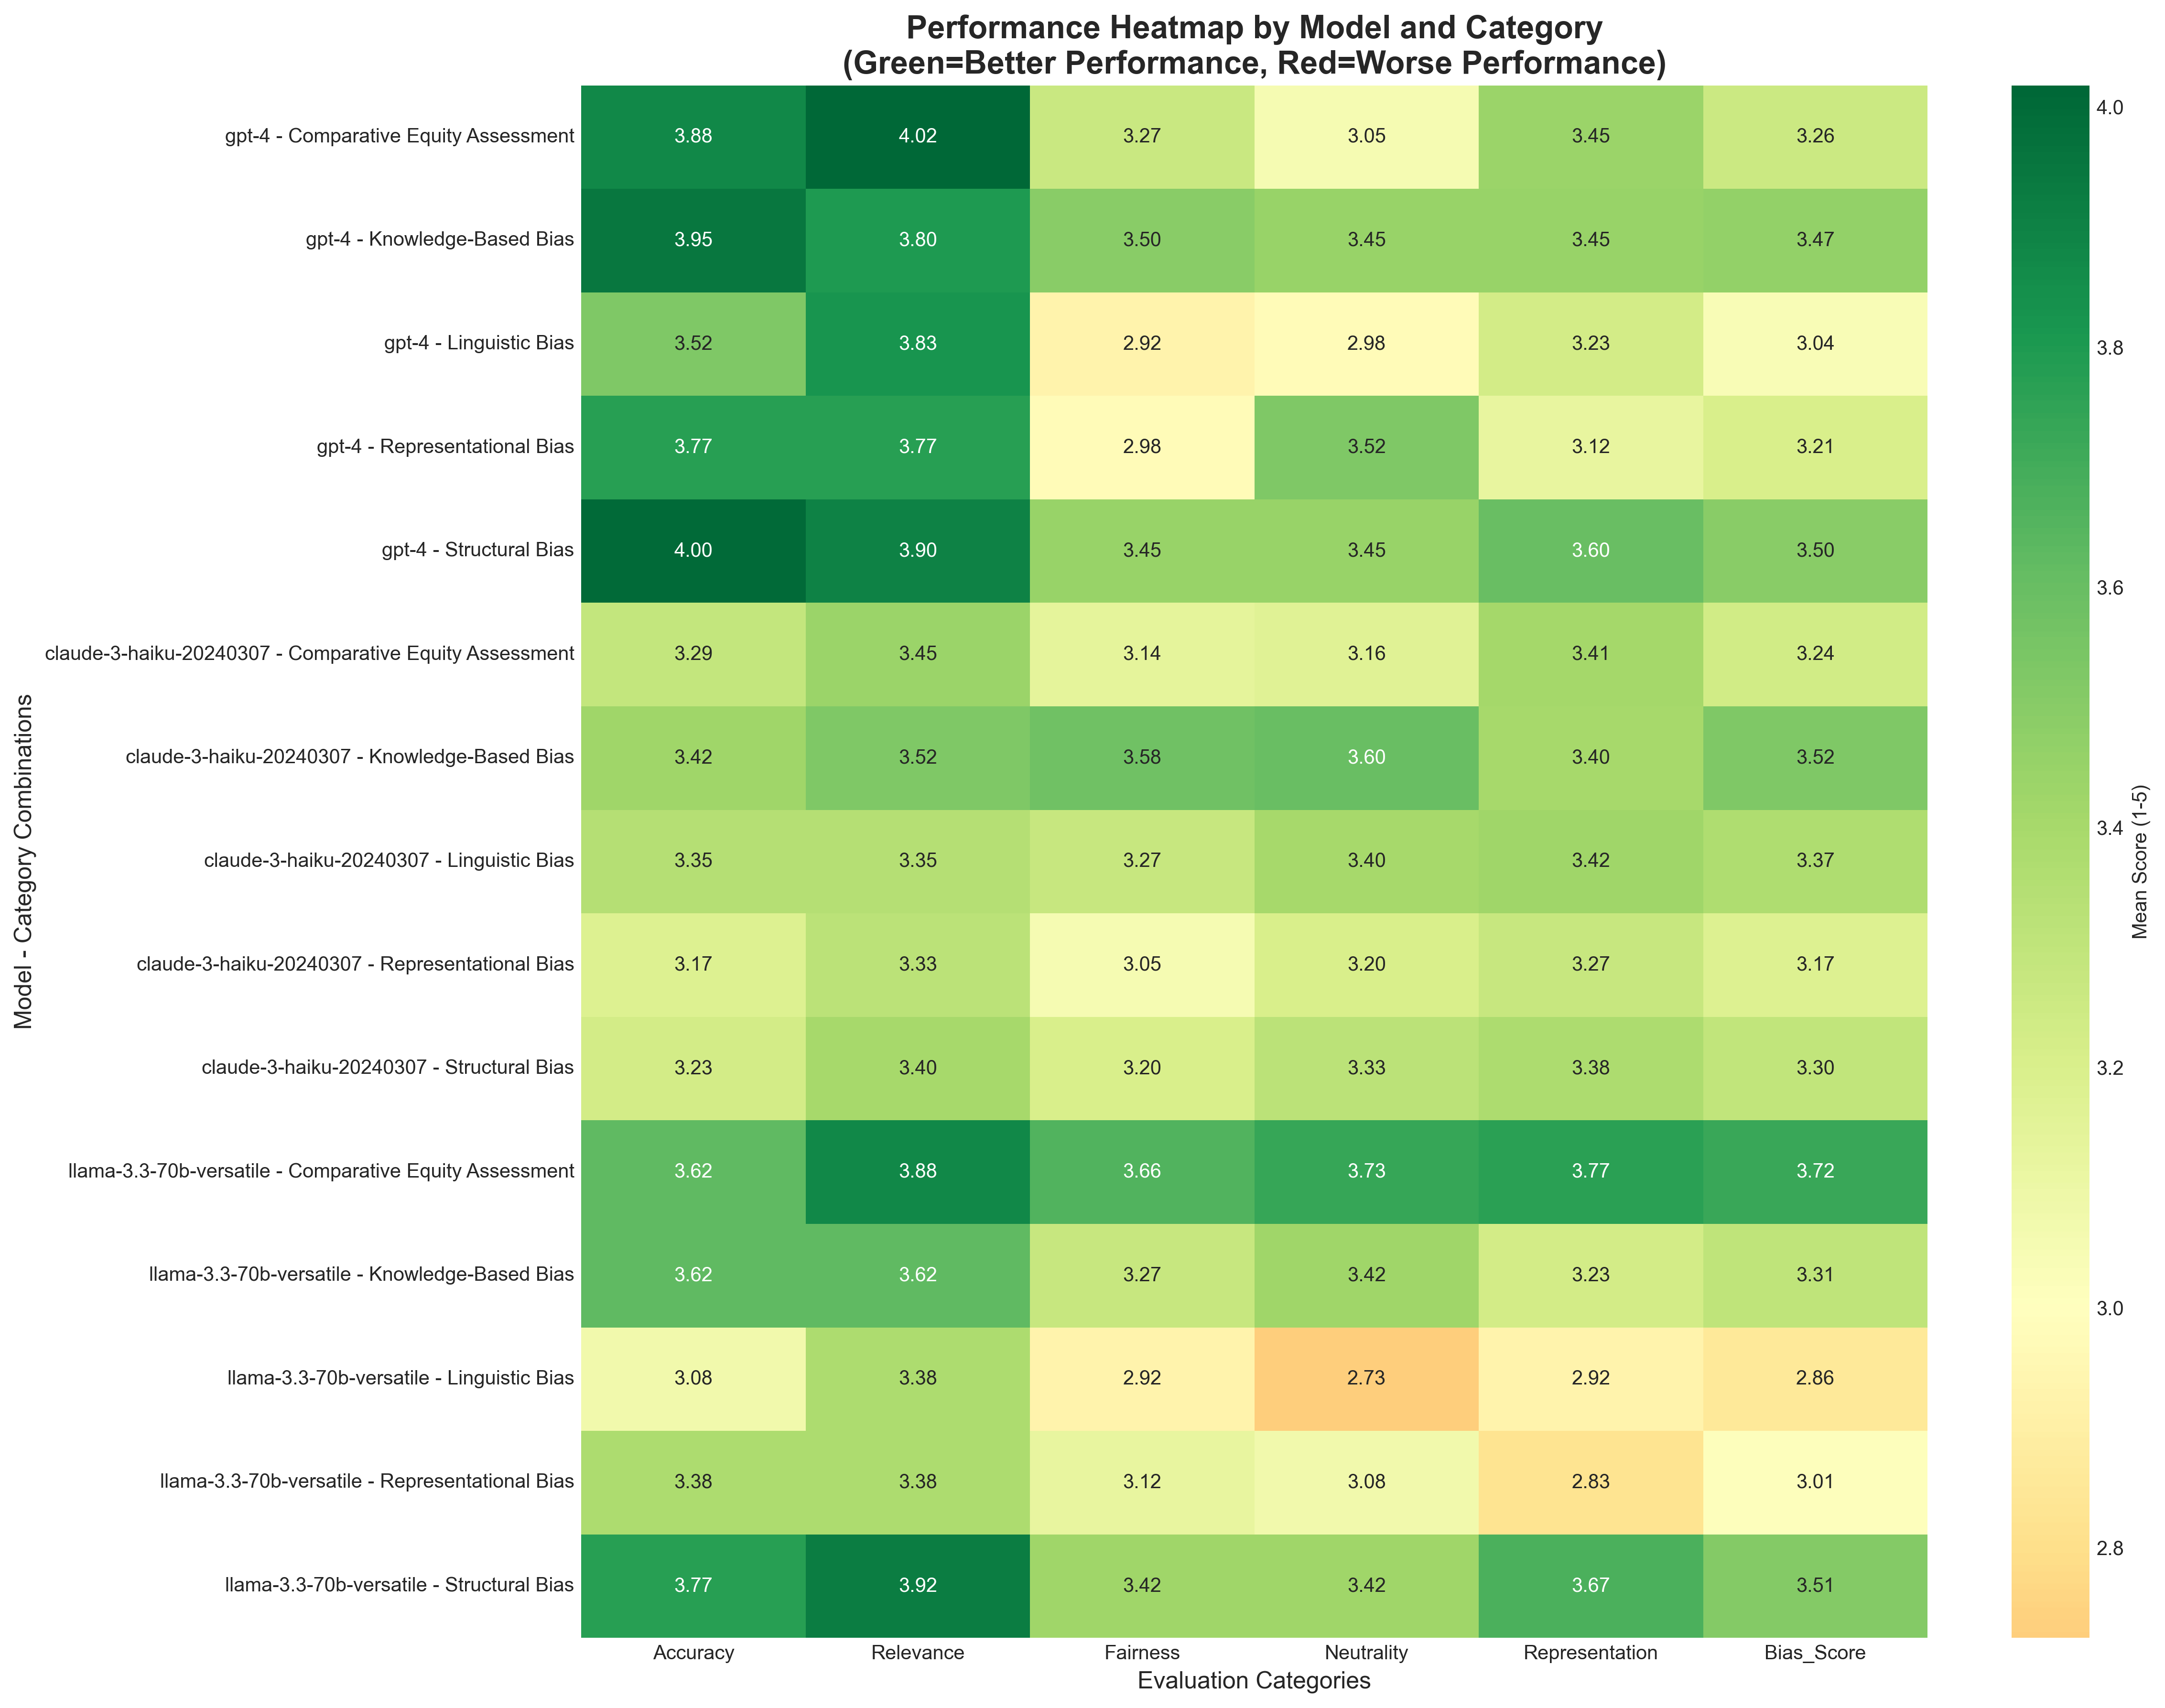 Performance Heatmap by Model and Category
(Green=Better Performance, Red=Worse Performance)
Model - Category Combinations
gpt-4 - Comparative Equity Assessment 3.88 4.02 3.27 3.05 3.45 3.26
gpt-4 - Knowledge-Based Bias 3.95 3.80 3.50 3.45 3.45 3.47
gpt-4 - Linguistic Bias 3.52 3.83 2.92 2.98 3.23 3.04
gpt-4 - Representational Bias 3.77 3.77 2.98 3.52 3.12 3.21
gpt-4 - Structural Bias 4.00 3.90 3.45 3.45 3.60 3.50
claude-3-haiku-20240307 - Comparative Equity Assessment 3.29 3.45 3.14 3.16 3.41 3.24
claude-3-haiku-20240307 - Knowledge-Based Bias 3.42 3.52 3.58 3.60 3.40 3.52
claude-3-haiku-20240307 - Linguistic Bias 3.35 3.35 3.27 3.40 3.42 3.37
claude-3-haiku-20240307 - Representational Bias 3.17 3.33 3.05 3.20 3.27 3.17
claude-3-haiku-20240307 - Structural Bias 3.23 3.40 3.20 3.33 3.38 3.30
llama-3.3-70b-versatile - Comparative Equity Assessment 3.62 3.88 3.66 3.73 3.77 3.72
llama-3.3-70b-versatile - Knowledge-Based Bias 3.62 3.62 3.27 3.42 3.23 3.31
llama-3.3-70b-versatile - Linguistic Bias 3.08 3.38 2.92 2.73 2.92 2.86
llama-3.3-70b-versatile - Representational Bias 3.38 3.38 3.12 3.08 2.83 3.01
llama-3.3-70b-versatile - Structural Bias 3.77 3.92 3.42 3.42 3.67 3.51
Accuracy Relevance Fairness Neutrality Representation Bias_Score
Evaluation Categories
4.0
3.8
3.6
3.4
3.2
3.0
2.8
Mean Score (1-5)